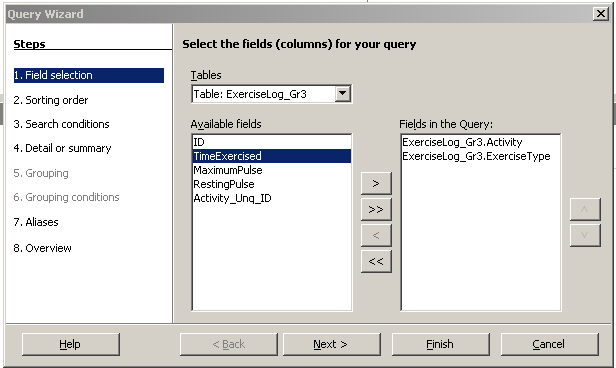 Query Wizard
Steps
1. Field selection
2. Sorting order
3. Search conditions
4. Detail or summary
5. Grouping
6. Grouping conditions
7. Aliases
8. Overview
Select the fields (columns) for your query
Tables
Table: ExerciseLog_Gr3
Available fields
ID
TimeExercised
MaximumPulse
RestingPulse
Activity_Unq_ID
>
>>
<
<<
Fields in the Query:
ExerciseLog_Gr3.Activity
ExerciseLog_Gr3.ExerciseType
Help
< Back
Next >
Finish
Cancel